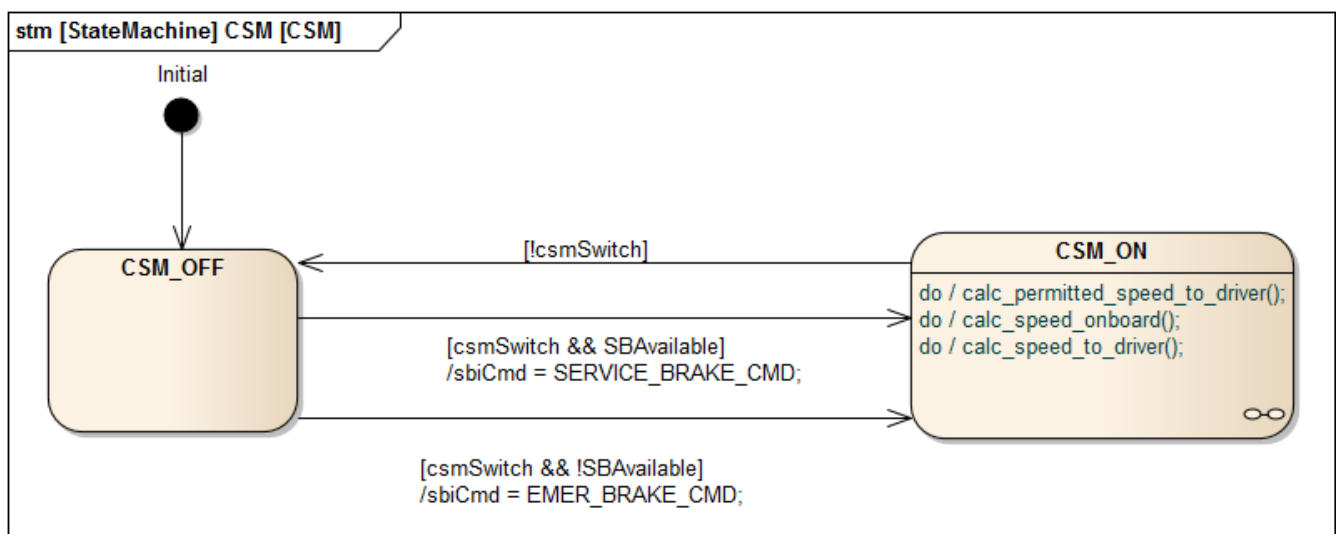 stm [StateMachine] CSM [CSM]
Initial
CSM_OFF
[!csmSwitch]
CSM_ON
do / calc_permitted_speed_to_driver();
do / calc_speed_onboard();
do / calc_speed_to_driver();
[csmSwitch && SBAvailable]
/sbiCmd = SERVICE_BRAKE_CMD;
[csmSwitch && !SBAvailable]
/sbiCmd = EMER_BRAKE_CMD;